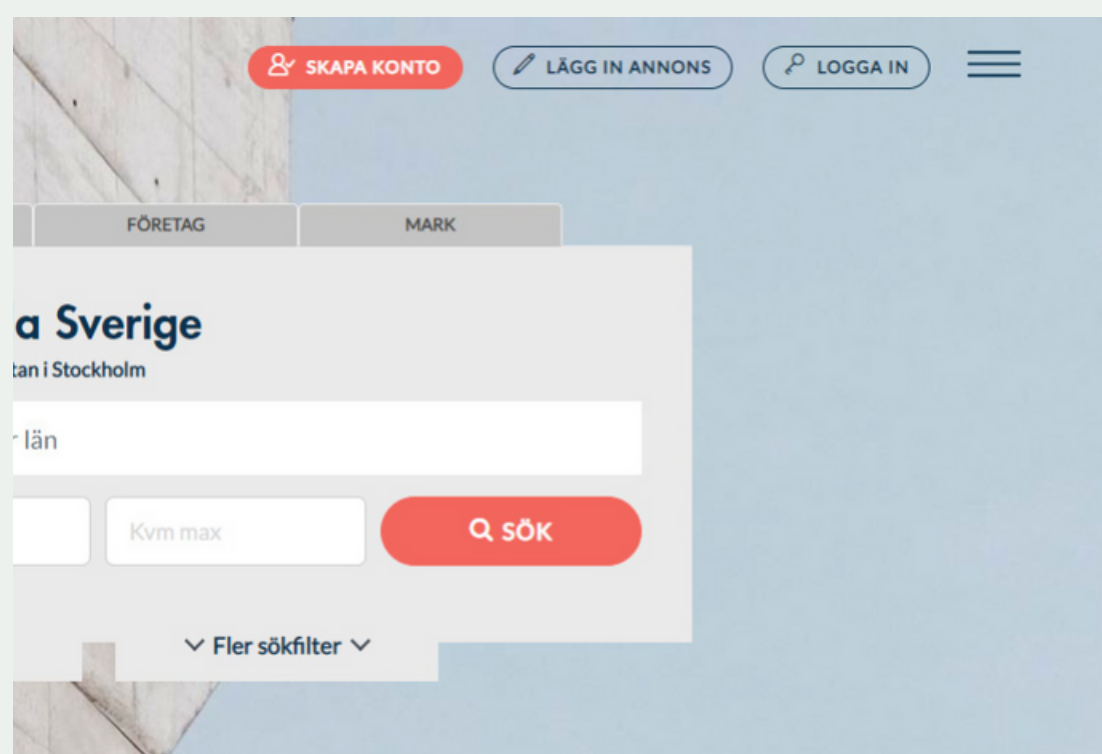 SKAPA KONTO LÄGG IN ANNONS LOGGA IN
FÖRETAG MARK
a Sverige
tan i Stockholm
r län
Kvm max SÖK
Fler sökfilter